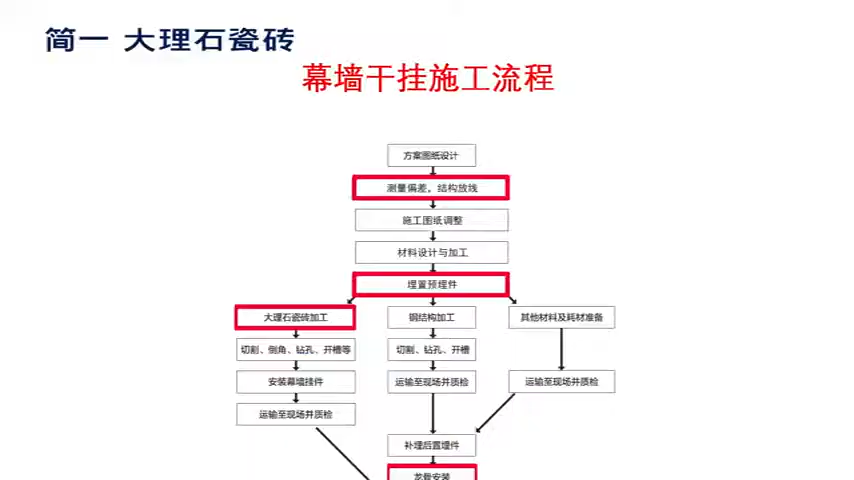 简一 大理石瓷砖
幕墙干挂施工流程
方案图纸设计
测量偏差，结构放线
施工图纸调整
材料设计与加工
埋置预埋件
大理石瓷砖加工
钢结构加工
其他材料及耗材准备
切割、倒角、钻孔、开槽等
切割、钻孔、开槽
安装幕墙挂件
运输至现场并质检
运输至现场并质检
运输至现场并质检
补埋后置埋件
龙骨安装